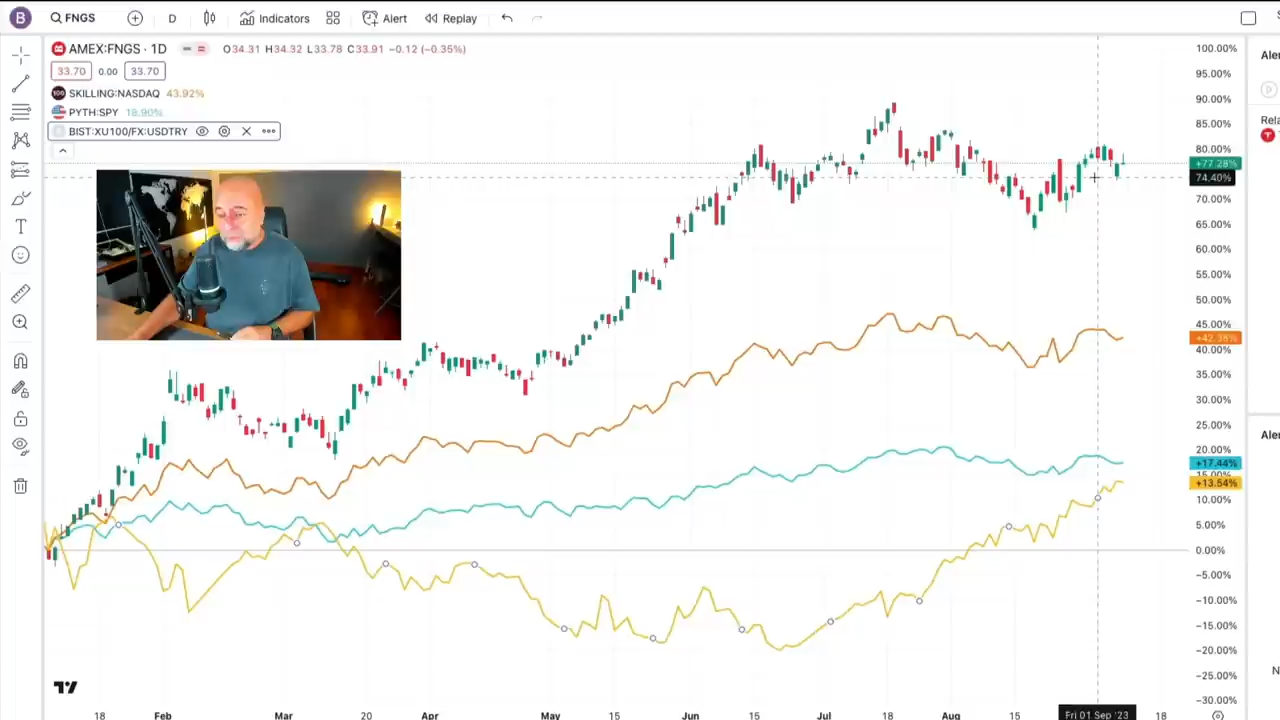 B FNGS D Indicators Alert Replay
AMEX:FNGS · 1D O34.31 H34.32 L33.78 C33.91 −0.12 (−0.35%)
33.70 0.00 33.70
100 SKILLING:NASDAQ 43.92%
PYTH:SPY 18.90%
BIST:XU100/FX:USDTRY
100.00%
95.00%
90.00%
85.00%
80.00%
+77.28%
74.40%
70.00%
65.00%
60.00%
55.00%
50.00%
45.00%
+42.38%
40.00%
35.00%
30.00%
25.00%
20.00%
+17.44%
15.00%
+13.54%
10.00%
5.00%
0.00%
−5.00%
−10.00%
−15.00%
−20.00%
−25.00%
−30.00%
18 Feb Mar 20 Apr May 15 Jun 15 Jul 18 Aug 15 Fri 01 Sep '23 18
Aler
Rela
Aler
N